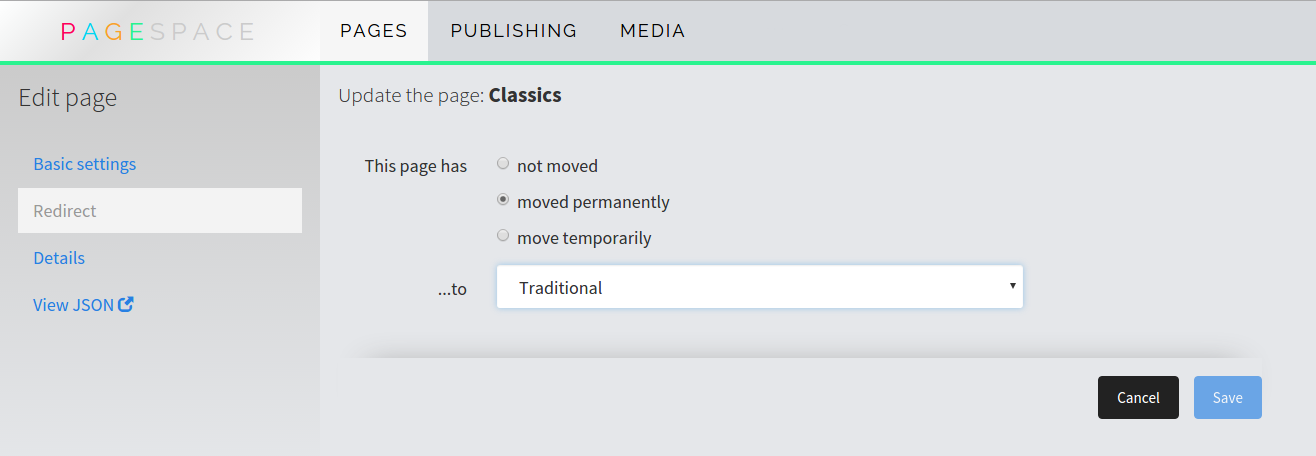 PAGESPACE PAGES PUBLISHING MEDIA
Edit page
Basic settings
Redirect
Details
View JSON
Update the page: Classics
This page has not moved
moved permanently
move temporarily
...to Traditional
Cancel Save